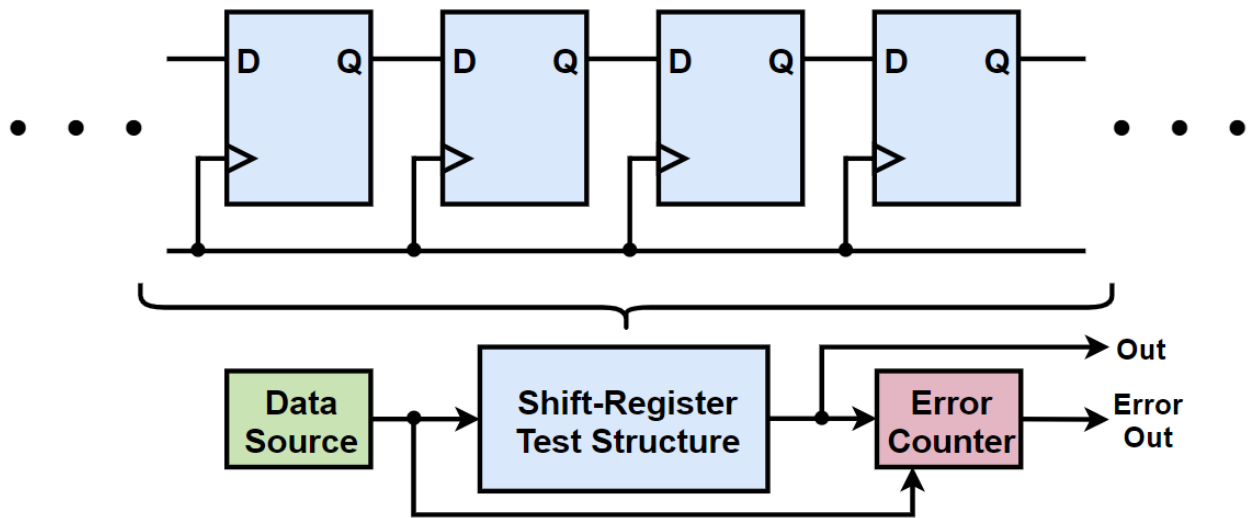 D Q D Q D Q D Q
Out
Data
Source
Shift-Register
Test Structure
Error
Counter
Error
Out